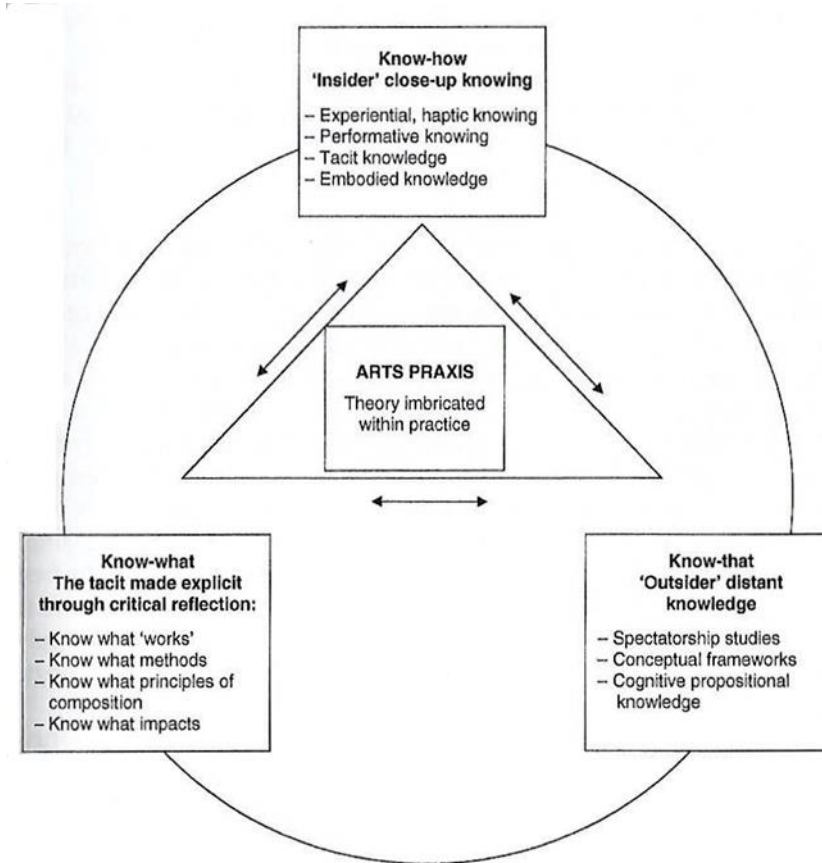 Know-how
‘Insider’ close-up knowing
– Experiential, haptic knowing
– Performative knowing
– Tacit knowledge
– Embodied knowledge
ARTS PRAXIS
Theory imbricated
within practice
Know-what
The tacit made explicit
through critical reflection:
– Know what ‘works’
– Know what methods
– Know what principles of
composition
– Know what impacts
Know-that
‘Outsider’ distant
knowledge
– Spectatorship studies
– Conceptual frameworks
– Cognitive propositional
knowledge